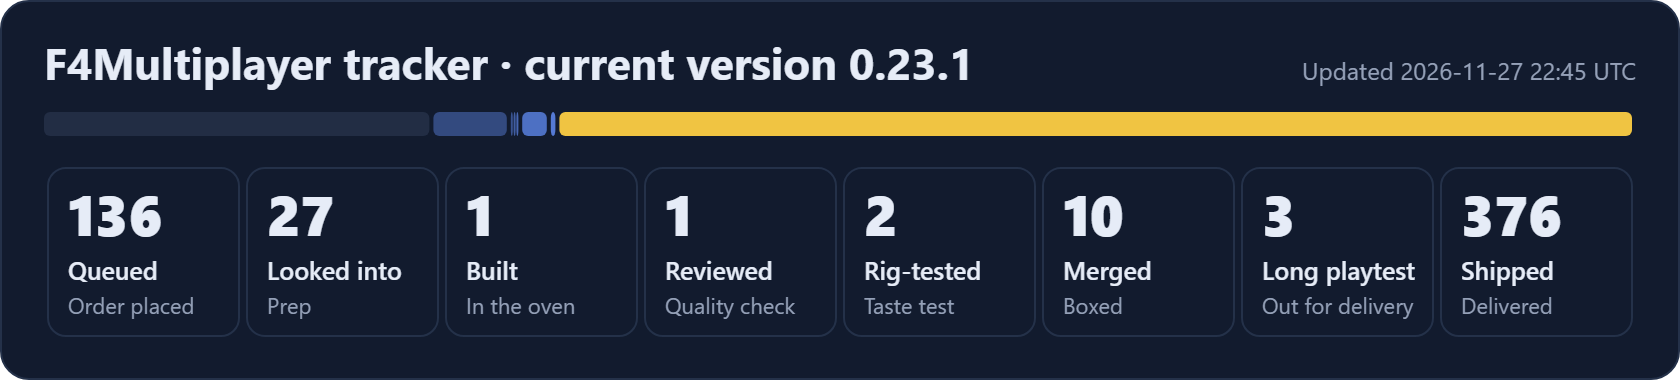 F4Multiplayer tracker · current version 0.23.1
Updated 2026-11-27 22:45 UTC
136
Queued
Order placed
27
Looked into
Prep
1
Built
In the oven
1
Reviewed
Quality check
2
Rig-tested
Taste test
10
Merged
Boxed
3
Long playtest
Out for delivery
376
Shipped
Delivered